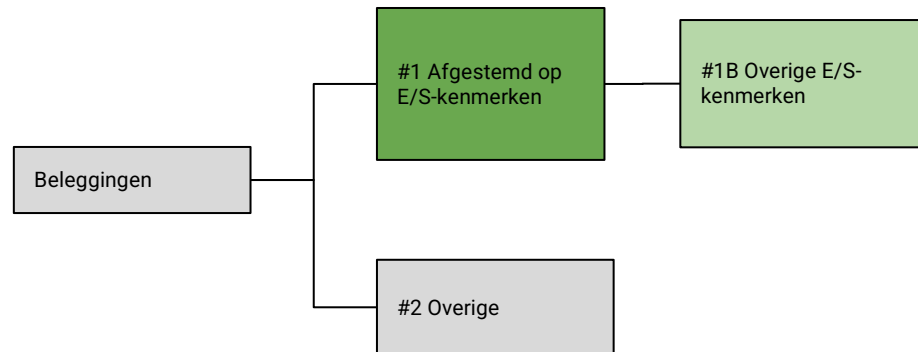 #1 Afgestemd op
E/S-kenmerken
#1B Overige E/S-
kenmerken
Beleggingen
#2 Overige